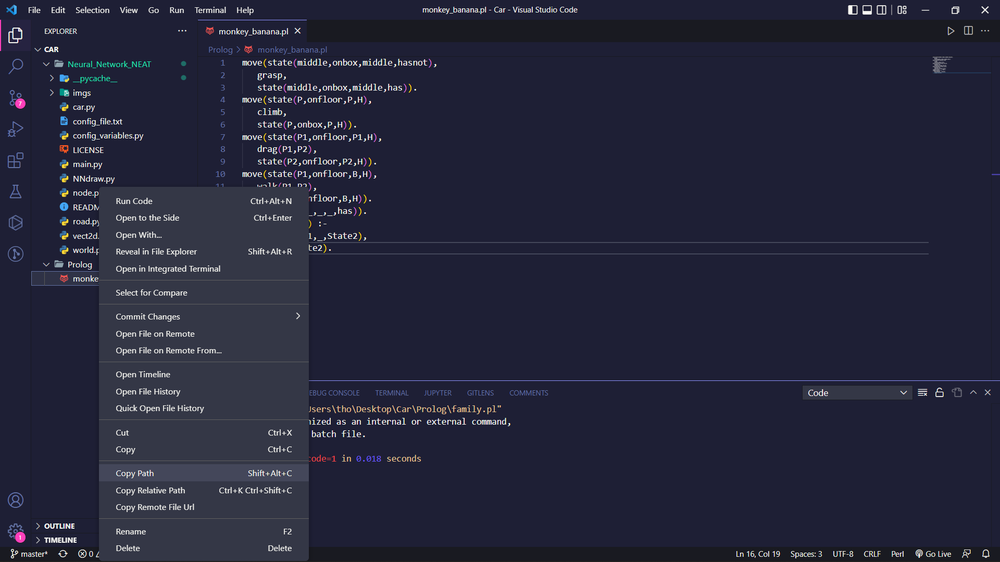 File Edit Selection View Go Run Terminal Help
monkey_banana.pl - Car - Visual Studio Code
EXPLORER
CAR
Neural_Network_NEAT
__pycache__
imgs
car.py
config_file.txt
config_variables.py
LICENSE
main.py
NNdraw.py
node.p
READM
road.py
vect2d.
world.p
Prolog
monke
OUTLINE
TIMELINE
7
1
monkey_banana.pl
Prolog > monkey_banana.pl
1 move(state(middle,onbox,middle,hasnot),
2 grasp,
3 state(middle,onbox,middle,has)).
4 move(state(P,onfloor,P,H),
5 climb,
6 state(P,onbox,P,H)).
7 move(state(P1,onfloor,P1,H),
8 drag(P1,P2),
9 state(P2,onfloor,P2,H)).
10 move(state(P1,onfloor,B,H),
11 walk(P1,P2),
nfloor,B,H)).
_,_,_,has)).
) :-
1,_,State2),
te2).
Run Code Ctrl+Alt+N
Open to the Side Ctrl+Enter
Open With...
Reveal in File Explorer Shift+Alt+R
Open in Integrated Terminal
Select for Compare
Commit Changes
Open File on Remote
Open File on Remote From...
Open Timeline
Open File History
Quick Open File History
Cut Ctrl+X
Copy Ctrl+C
Copy Path Shift+Alt+C
Copy Relative Path Ctrl+K Ctrl+Shift+C
Copy Remote File Url
Rename F2
Delete Delete
EBUG CONSOLE TERMINAL JUPYTER GITLENS COMMENTS
Code
Users\tho\Desktop\Car\Prolog\family.pl"
nized as an internal or external command,
batch file.
code=1 in 0.018 seconds
master* 0
Ln 16, Col 19 Spaces: 3 UTF-8 CRLF Perl Go Live